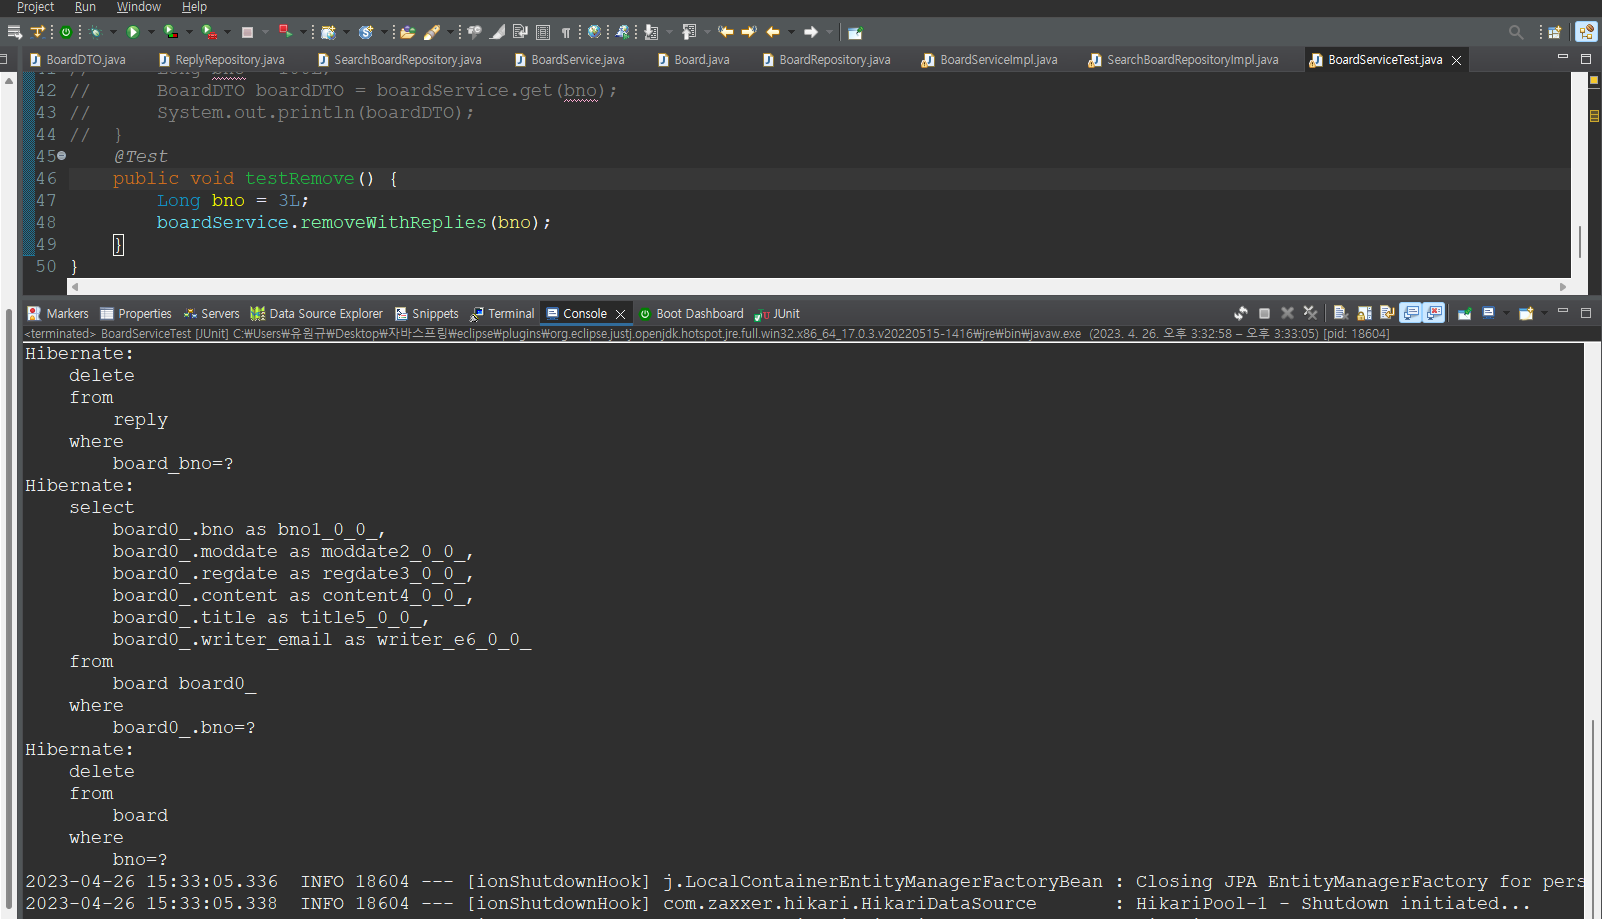 Project Run Window Help
BoardDTO.java ReplyRepository.java SearchBoardRepository.java BoardService.java Board.java BoardRepository.java BoardServiceImpl.java SearchBoardRepositoryImpl.java BoardServiceTest.java
42 // BoardDTO boardDTO = boardService.get(bno);
43 // System.out.println(boardDTO);
44 // }
45 @Test
46 public void testRemove() {
47 Long bno = 3L;
48 boardService.removeWithReplies(bno);
49 }
50 }
Markers Properties Servers Data Source Explorer Snippets Terminal Console Boot Dashboard JUnit
<terminated> BoardServiceTest [JUnit] C:₩Users₩유원규₩Desktop₩자바스프링₩eclipse₩plugins₩org.eclipse.justj.openjdk.hotspot.jre.full.win32.x86_64_17.0.3.v20220515-1416₩jre₩bin₩javaw.exe (2023. 4. 26. 오후 3:32:58 – 오후 3:33:05) [pid: 18604]
Hibernate:
delete
from
reply
where
board_bno=?
Hibernate:
select
board0_.bno as bno1_0_0_,
board0_.moddate as moddate2_0_0_,
board0_.regdate as regdate3_0_0_,
board0_.content as content4_0_0_,
board0_.title as title5_0_0_,
board0_.writer_email as writer_e6_0_0_
from
board board0_
where
board0_.bno=?
Hibernate:
delete
from
board
where
bno=?
2023-04-26 15:33:05.336 INFO 18604 --- [ionShutdownHook] j.LocalContainerEntityManagerFactoryBean : Closing JPA EntityManagerFactory for pers
2023-04-26 15:33:05.338 INFO 18604 --- [ionShutdownHook] com.zaxxer.hikari.HikariDataSource : HikariPool-1 - Shutdown initiated...